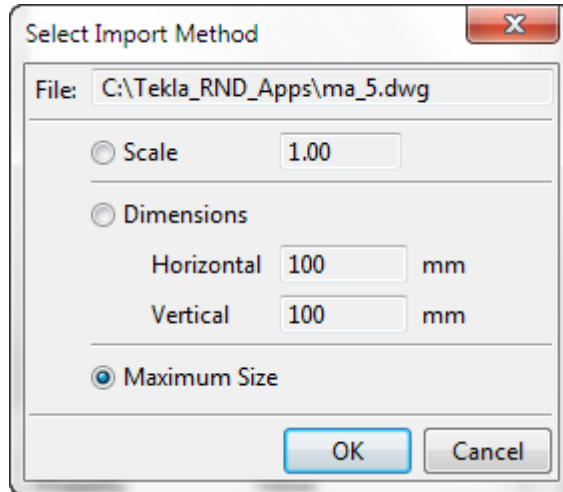 Select Import Method
File: C:\Tekla_RND_Apps\ma_5.dwg
Scale 1.00
Dimensions
Horizontal 100 mm
Vertical 100 mm
Maximum Size
OK Cancel